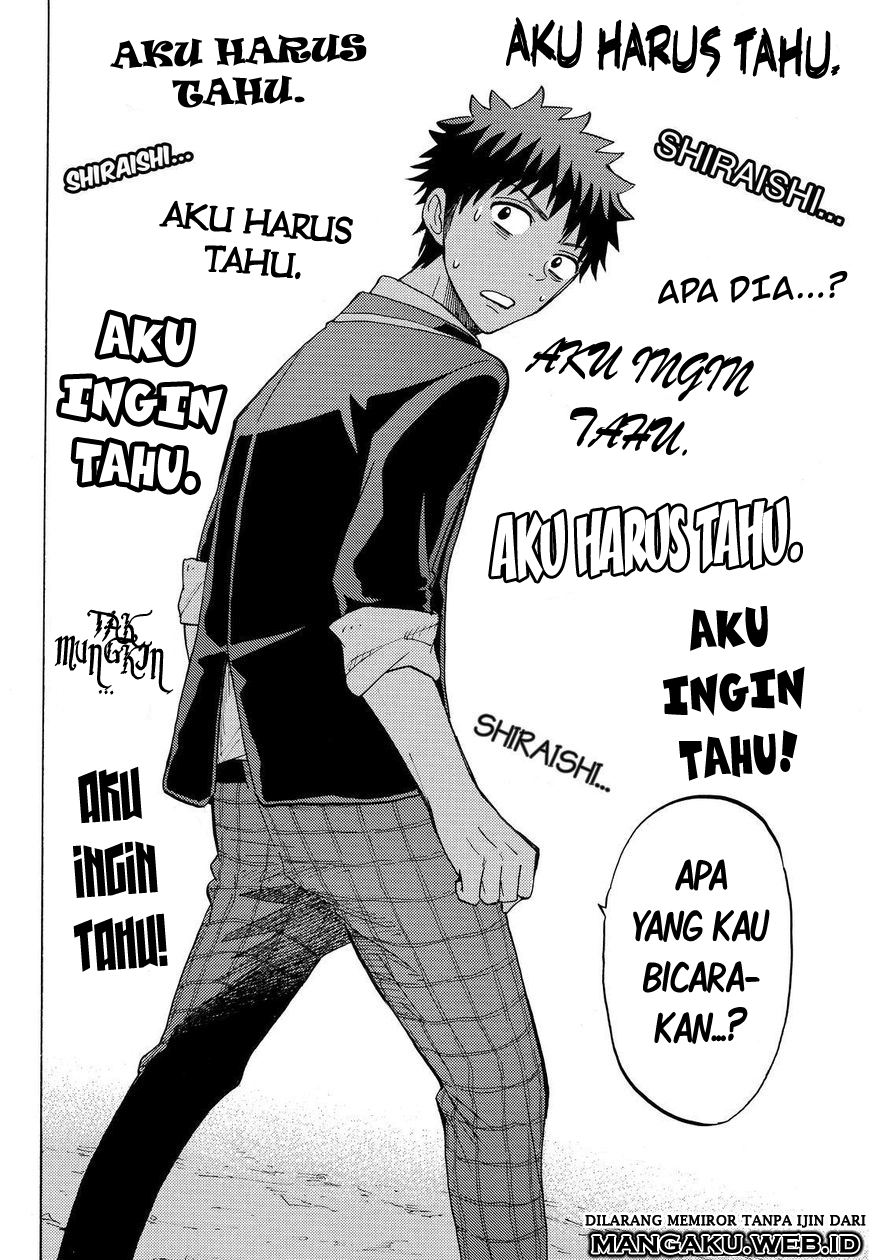 AKU HARUS
TAHU.
AKU HARUS TAHU.
SHIRAISHI...
SHIRAISHI...
AKU HARUS
TAHU.
APA DIA...?
AKU
INGIN
TAHU.
AKU INGIN
TAHU.
AKU HARUS TAHU.
TAK
MUNGKIN
...
AKU
INGIN
TAHU!
SHIRAISHI...
AKU
INGIN
TAHU!
APA
YANG KAU
BICARA-
KAN...?
DILARANG MEMIROR TANPA IJIN DARI
MANGAKU.WEB.ID